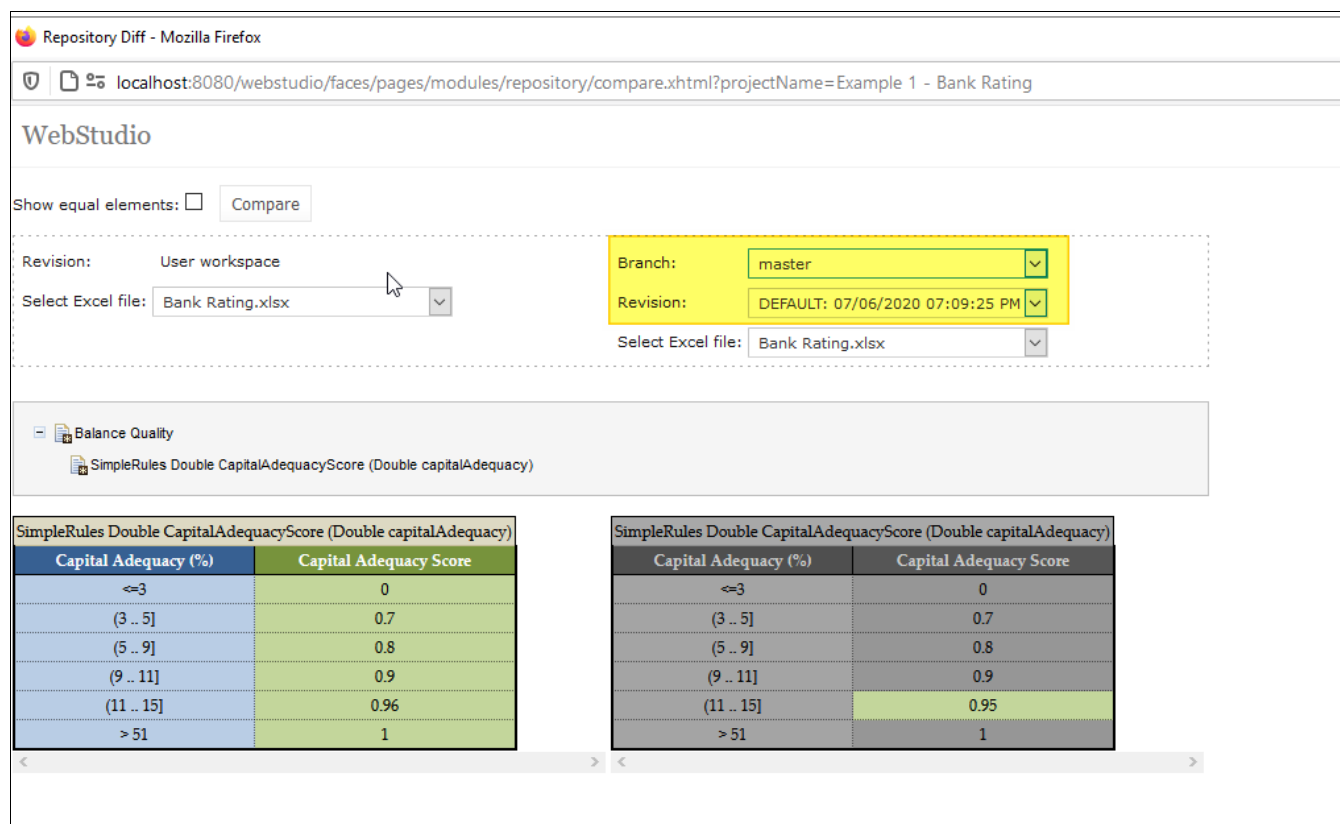 Repository Diff - Mozilla Firefox
localhost:8080/webstudio/faces/pages/modules/repository/compare.xhtml?projectName=Example 1 - Bank Rating
WebStudio
Show equal elements: Compare
Revision: User workspace
Select Excel file: Bank Rating.xlsx
Branch: master
Revision: DEFAULT: 07/06/2020 07:09:25 PM
Select Excel file: Bank Rating.xlsx
Balance Quality
SimpleRules Double CapitalAdequacyScore (Double capitalAdequacy)
SimpleRules Double CapitalAdequacyScore (Double capitalAdequacy)
Capital Adequacy (%) Capital Adequacy Score
<=3 0
(3 .. 5] 0.7
(5 .. 9] 0.8
(9 .. 11] 0.9
(11 .. 15] 0.96
> 51 1
SimpleRules Double CapitalAdequacyScore (Double capitalAdequacy)
Capital Adequacy (%) Capital Adequacy Score
<=3 0
(3 .. 5] 0.7
(5 .. 9] 0.8
(9 .. 11] 0.9
(11 .. 15] 0.95
> 51 1